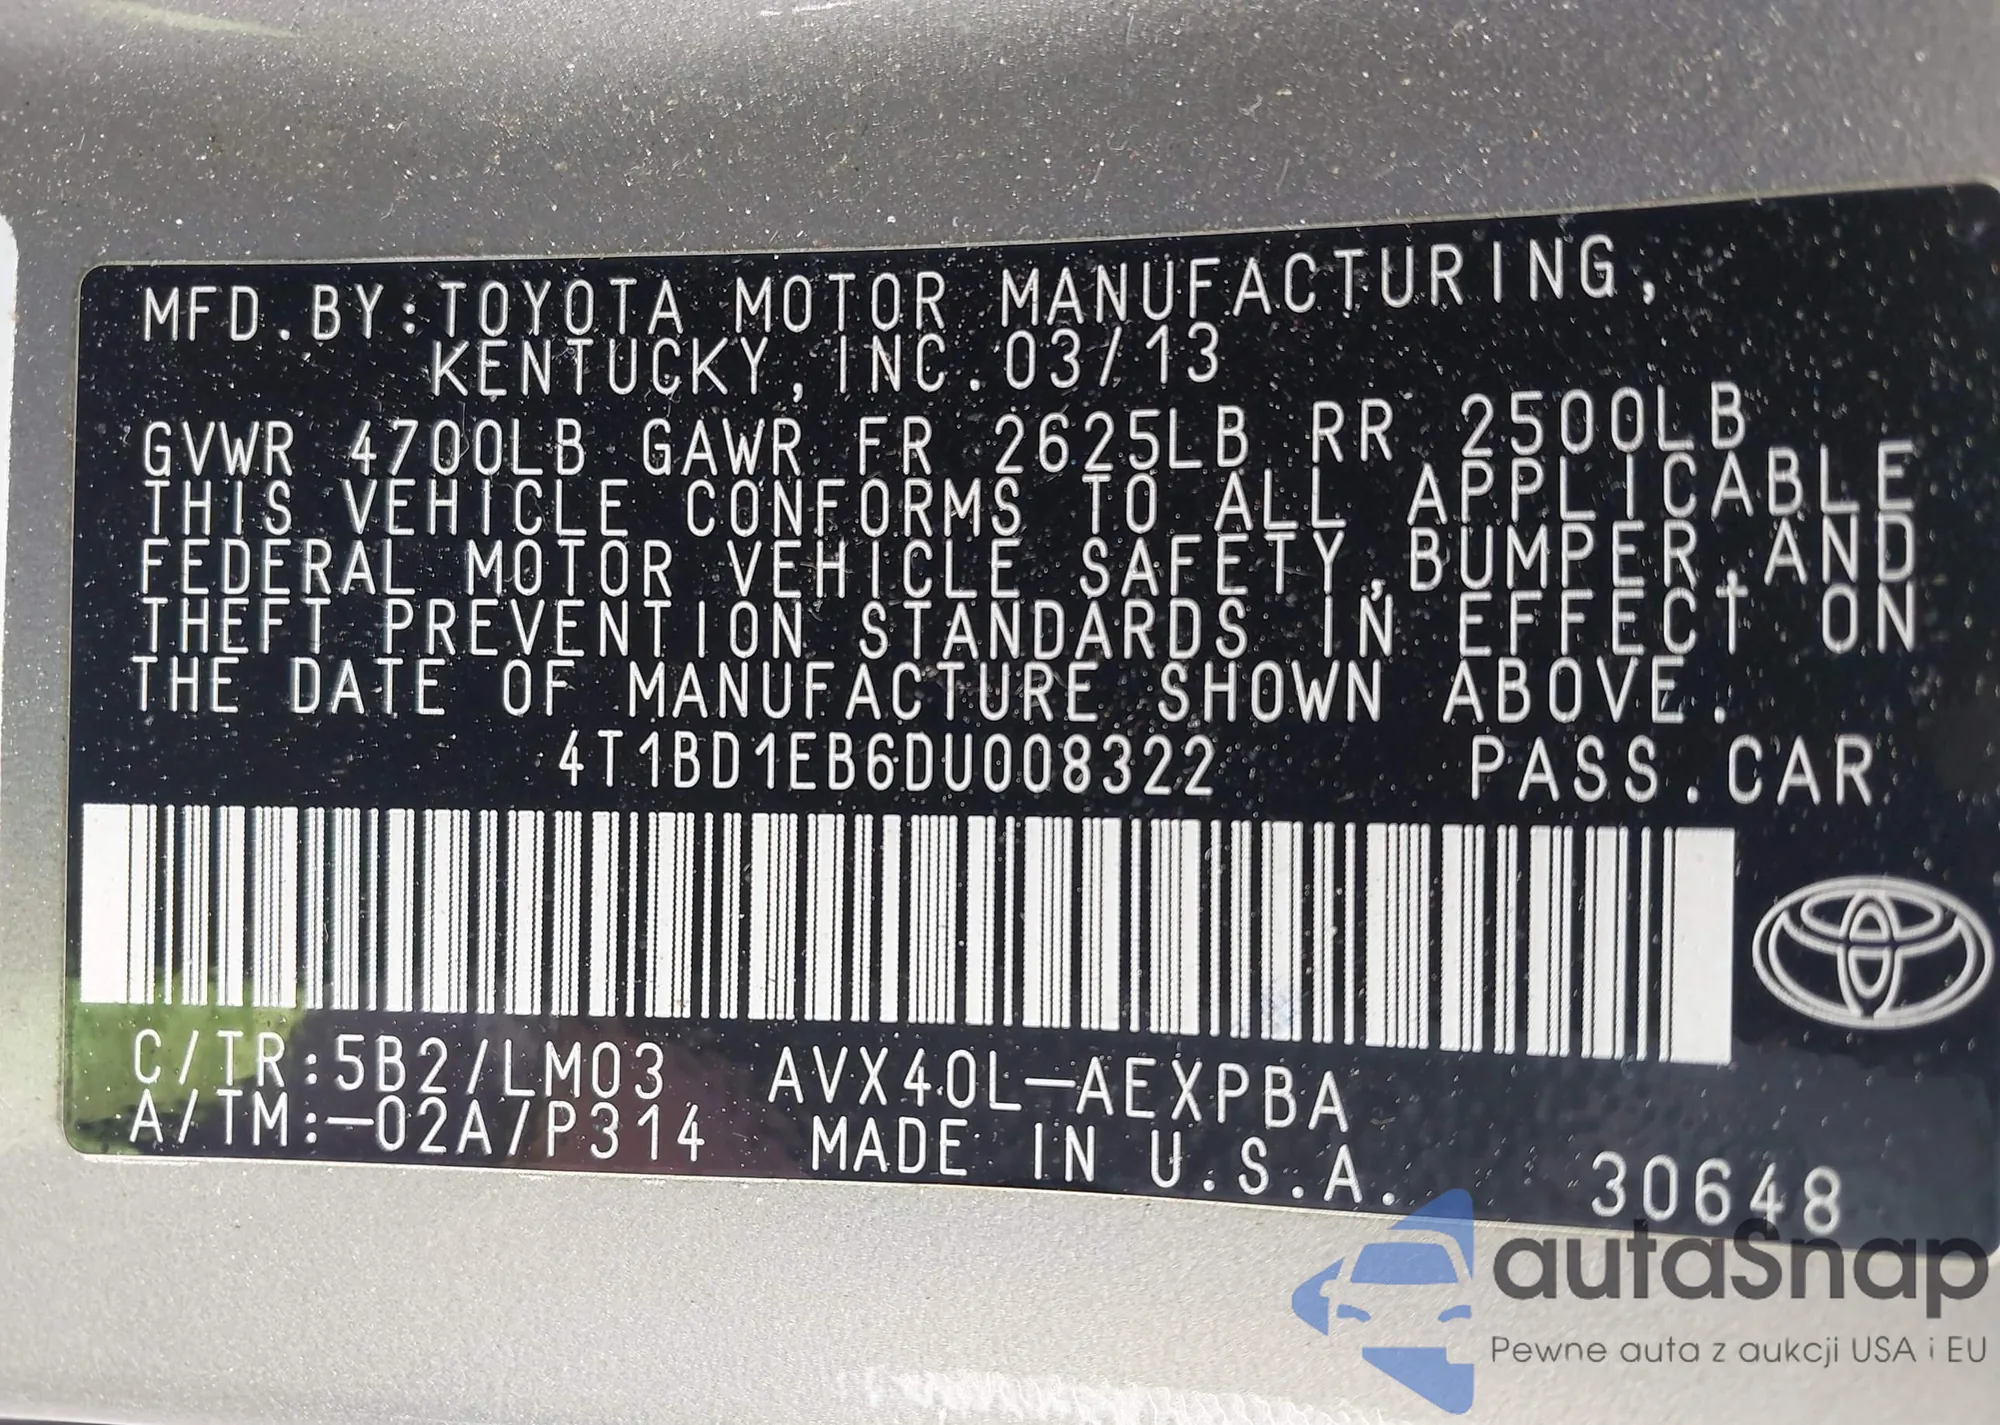 MFD.BY:TOYOTA MOTOR MANUFACTURING,
KENTUCKY, INC.03/13
GVWR 4700LB GAWR FR 2625LB RR 2500LB
THIS VEHICLE CONFORMS TO ALL APPLICABLE
FEDERAL MOTOR VEHICLE SAFETY,BUMPER,AND
THEFT PREVENTION STANDARDS IN EFFECT ON
THE DATE OF MANUFACTURE SHOWN ABOVE.
4T1BD1EB6DU008322 PASS.CAR
C/TR:5B2/LM03 AVX40L-AEXPBA
A/TM:-02A/P314 MADE IN U.S.A.
30648
autaSnap
Pewne auta z aukcji USA i EU